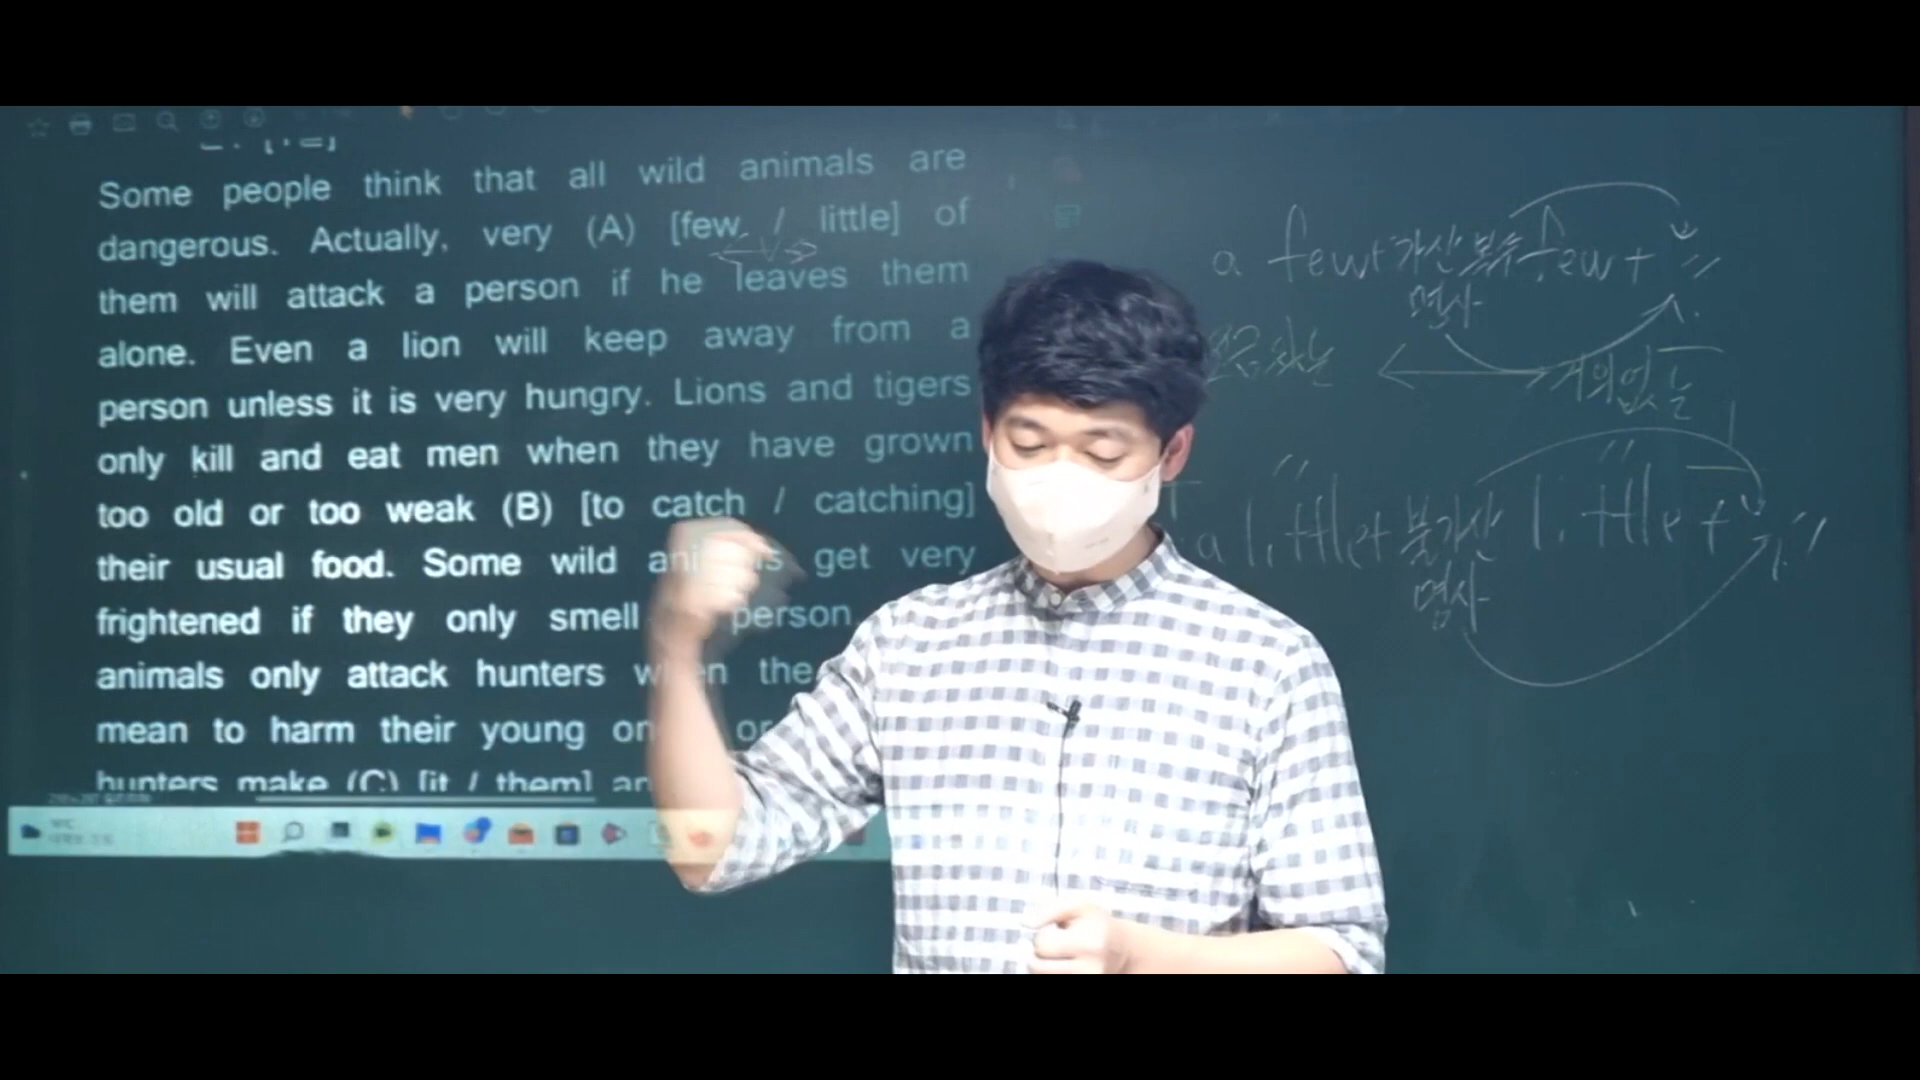 Some people think that all wild animals are
dangerous. Actually, very (A) [few / little] of
them will attack a person if he leaves them
alone. Even a lion will keep away from a
person unless it is very hungry. Lions and tigers
only kill and eat men when they have grown
too old or too weak (B) [to catch / catching]
their usual food. Some wild get very
frightened if they only smell person
animals only attack hunters
mean to harm their young or
hunters make (C) [it / them]
a few 가산 복수 few + 〃
명사
거의없는
a little + 불가산 little + 〃
명사